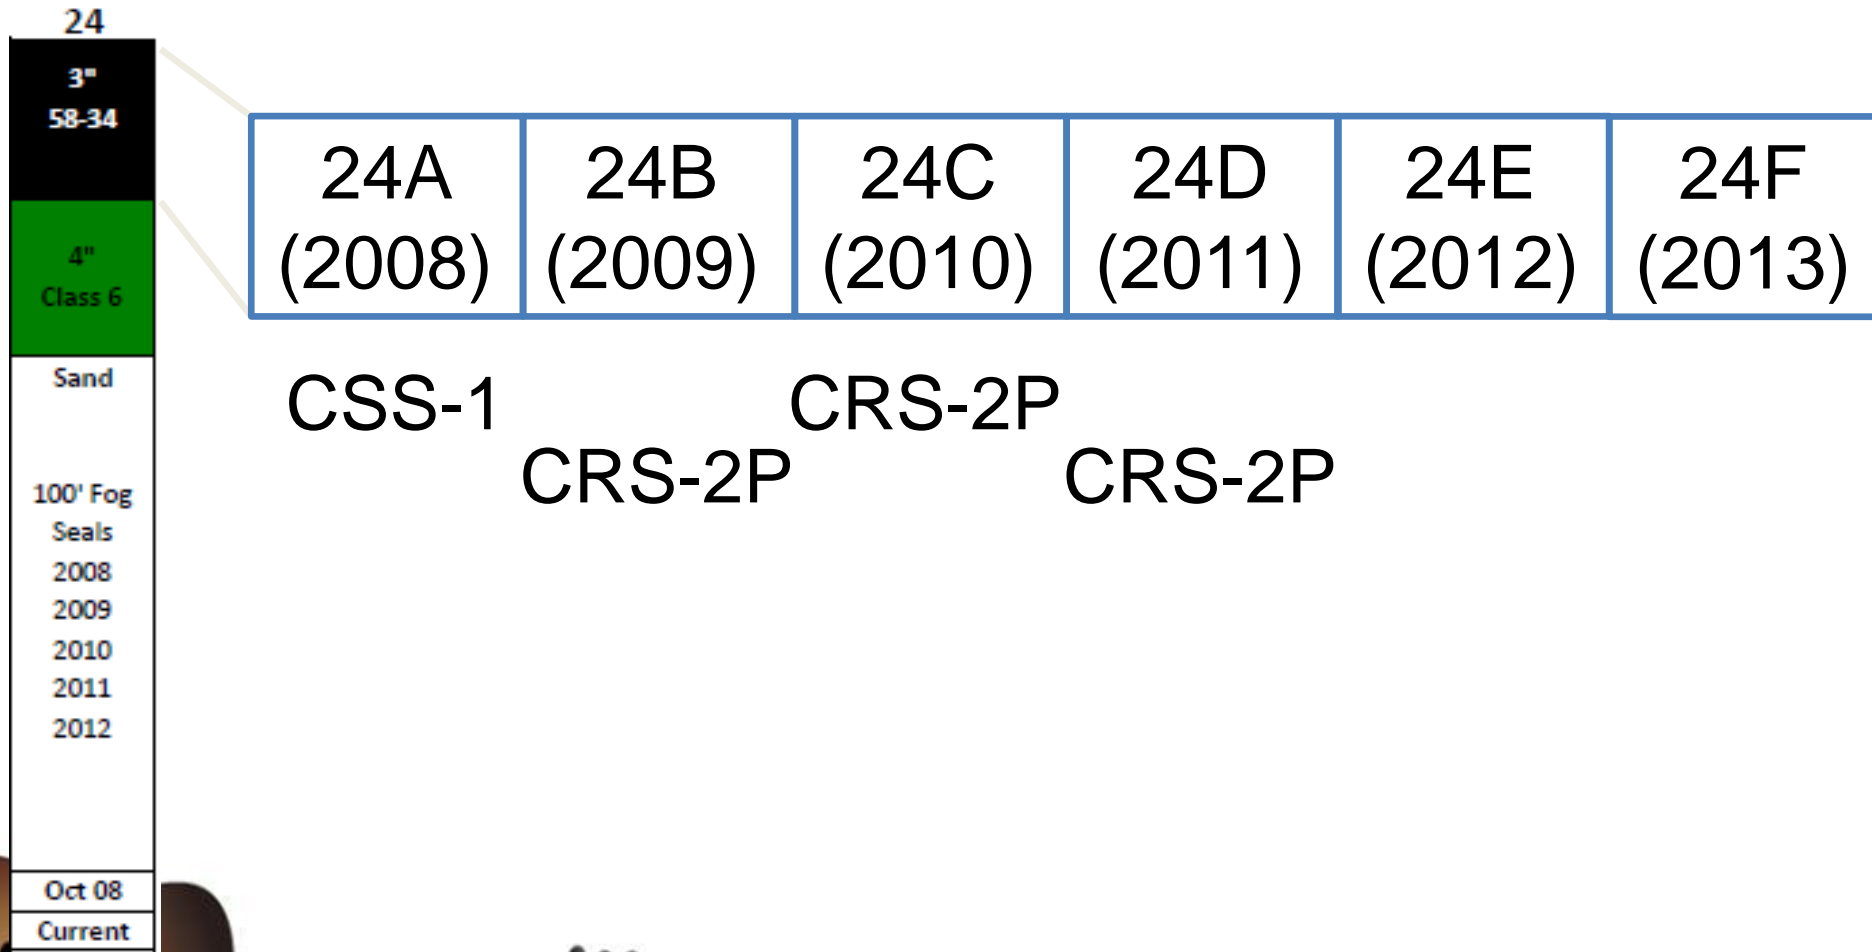 24
3"
58-34
4"
Class 6
Sand
100' Fog
Seals
2008
2009
2010
2011
2012
Oct 08
Current
24A
(2008)
24B
(2009)
24C
(2010)
24D
(2011)
24E
(2012)
24F
(2013)
CSS-1
CRS-2P
CRS-2P
CRS-2P